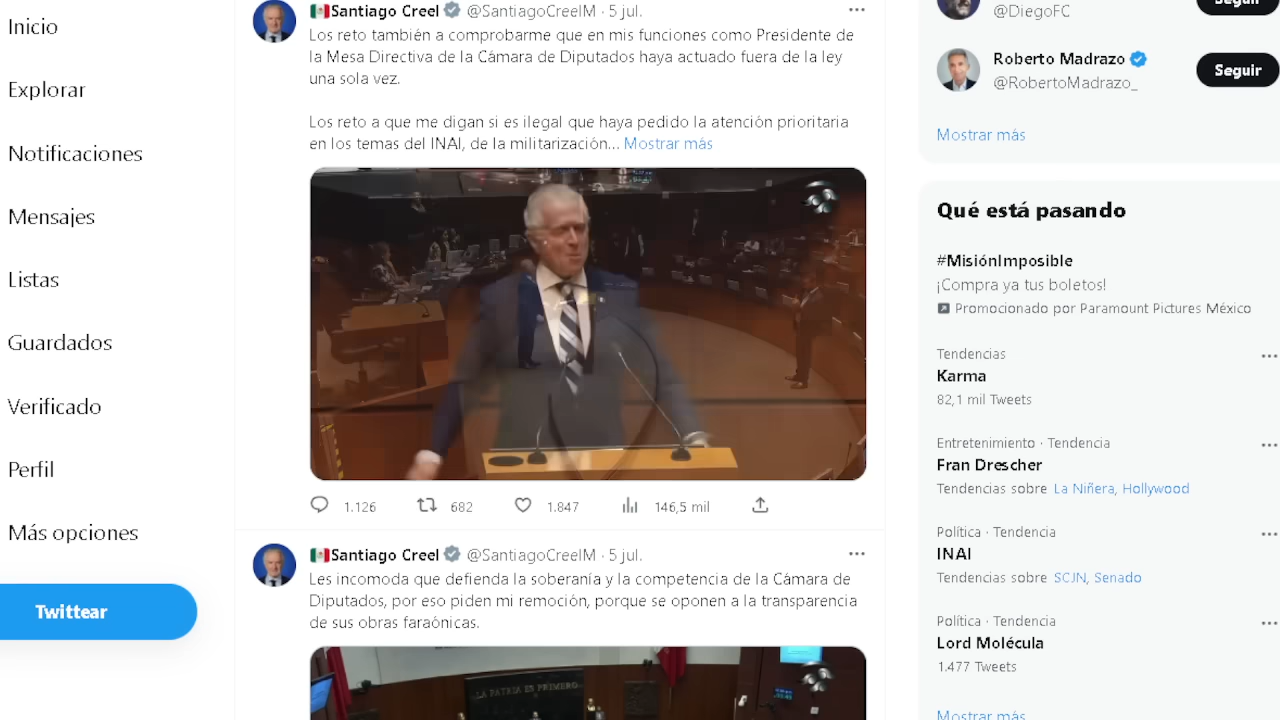 Inicio
Explorar
Notificaciones
Mensajes
Listas
Guardados
Verificado
Perfil
Más opciones
Twittear
Santiago Creel @SantiagoCreelM · 5 jul.
Los reto también a comprobarme que en mis funciones como Presidente de
la Mesa Directiva de la Cámara de Diputados haya actuado fuera de la ley
una sola vez.
Los reto a que me digan si es ilegal que haya pedido la atención prioritaria
en los temas del INAI, de la militarización... Mostrar más
1.126 682 1.847 146,5 mil
Santiago Creel @SantiagoCreelM · 5 jul.
Les incomoda que defienda la soberanía y la competencia de la Cámara de
Diputados, por eso piden mi remoción, porque se oponen a la transparencia
de sus obras faraónicas.
LA PATRIA ES PRIMERO
@DiegoFC
Seguir
Roberto Madrazo
@RobertoMadrazo_
Seguir
Mostrar más
Qué está pasando
#MisiónImposible
¡Compra ya tus boletos!
Promocionado por Paramount Pictures México
Tendencias
Karma
82,1 mil Tweets
Entretenimiento · Tendencia
Fran Drescher
Tendencias sobre La Niñera, Hollywood
Política · Tendencia
INAI
Tendencias sobre SCJN, Senado
Política · Tendencia
Lord Molécula
1.477 Tweets
Mostrar más